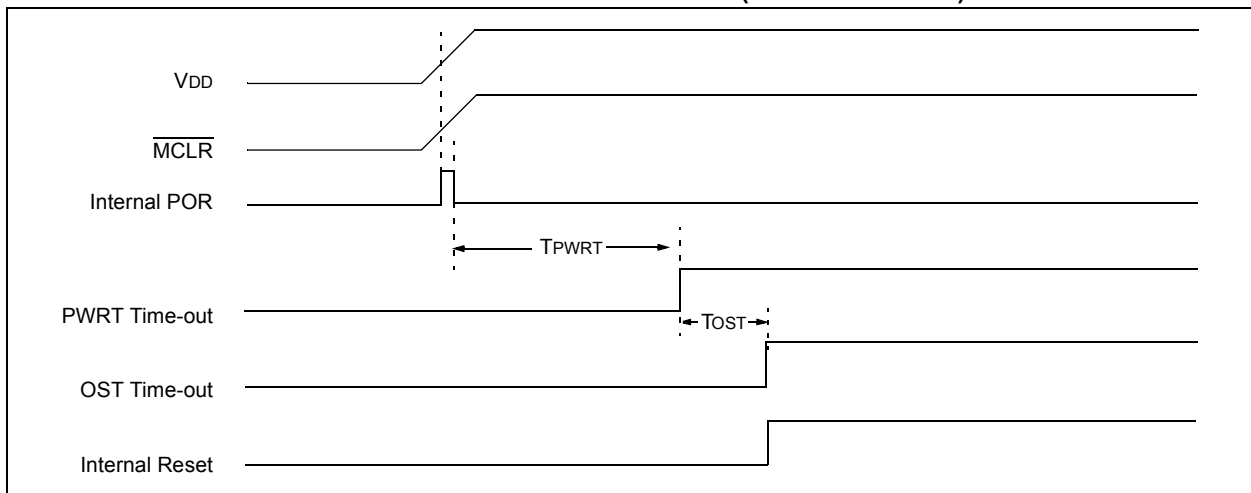 VDD
MCLR
Internal POR
TPWRT
PWRT Time-out
TOST
OST Time-out
Internal Reset